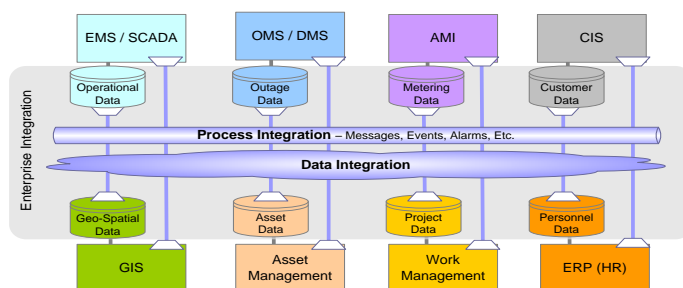 EMS / SCADA
OMS / DMS
AMI
CIS
Operational
Data
Outage
Data
Metering
Data
Customer
Data
Enterprise Integration
Process Integration – Messages, Events, Alarms, Etc.
Data Integration
Geo-Spatial
Data
Asset
Data
Project
Data
Personnel
Data
GIS
Asset
Management
Work
Management
ERP (HR)